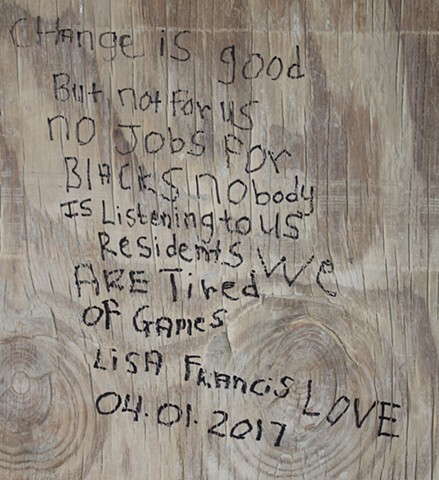 CHAnge is good
But not for us
NO JOBS FOR
BlACKS nobody
IS Listening to us
Residents We
ARE Tired
OF GAmes
LiSA FRAnciS LOVE
04.01.2017